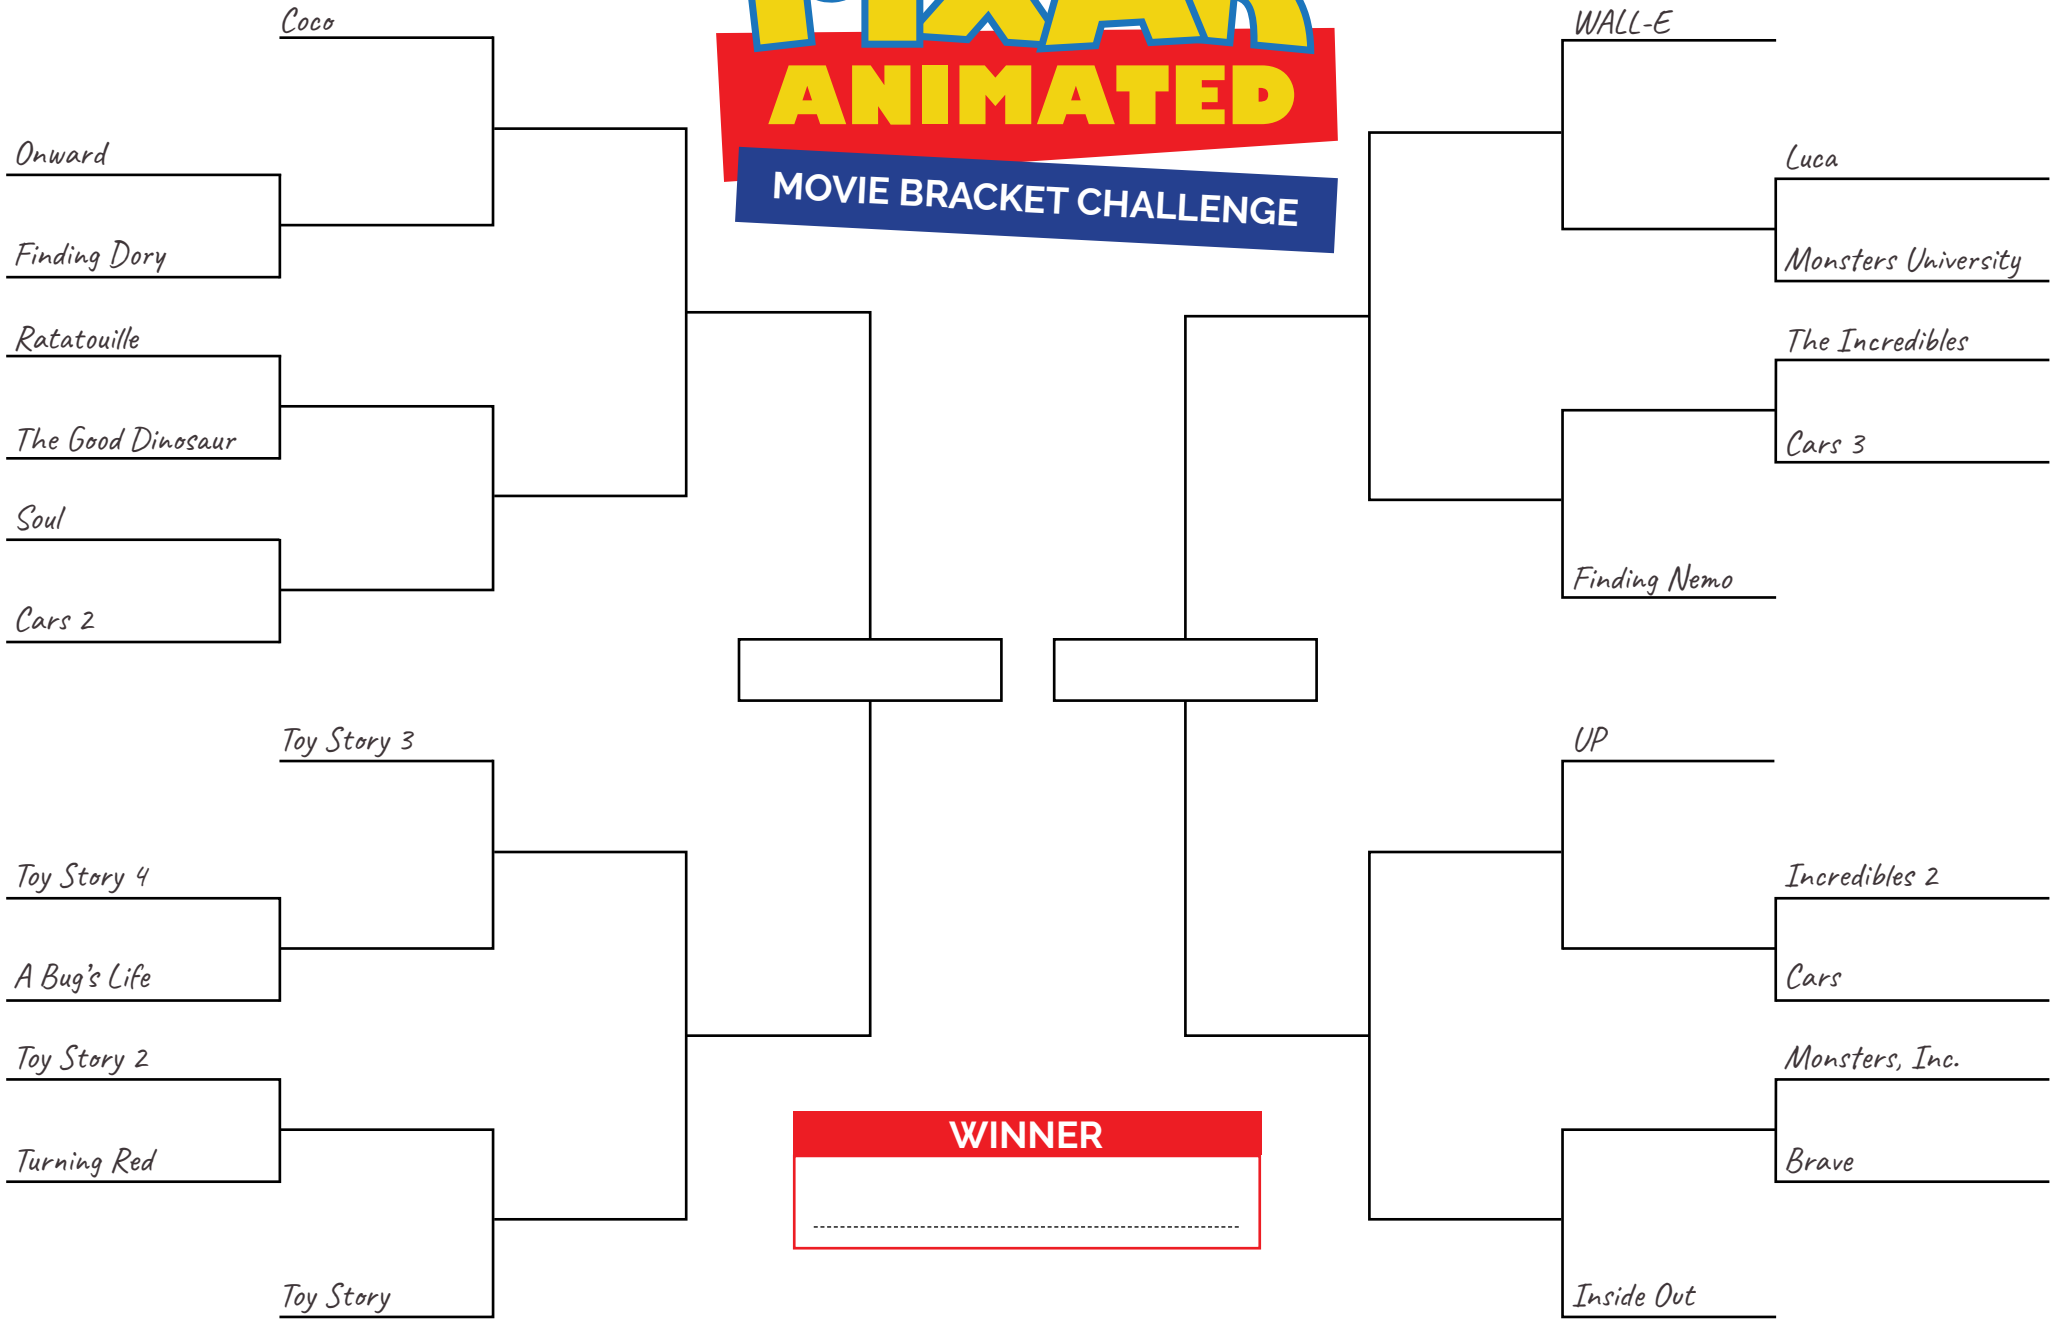 PIXAR
ANIMATED
MOVIE BRACKET CHALLENGE
Coco
Onward
Finding Dory
Ratatouille
The Good Dinosaur
Soul
Cars 2
Toy Story 3
Toy Story 4
A Bug's Life
Toy Story 2
Turning Red
Toy Story
WALL-E
Luca
Monsters University
The Incredibles
Cars 3
Finding Nemo
UP
Incredibles 2
Cars
Monsters, Inc.
Brave
Inside Out
WINNER